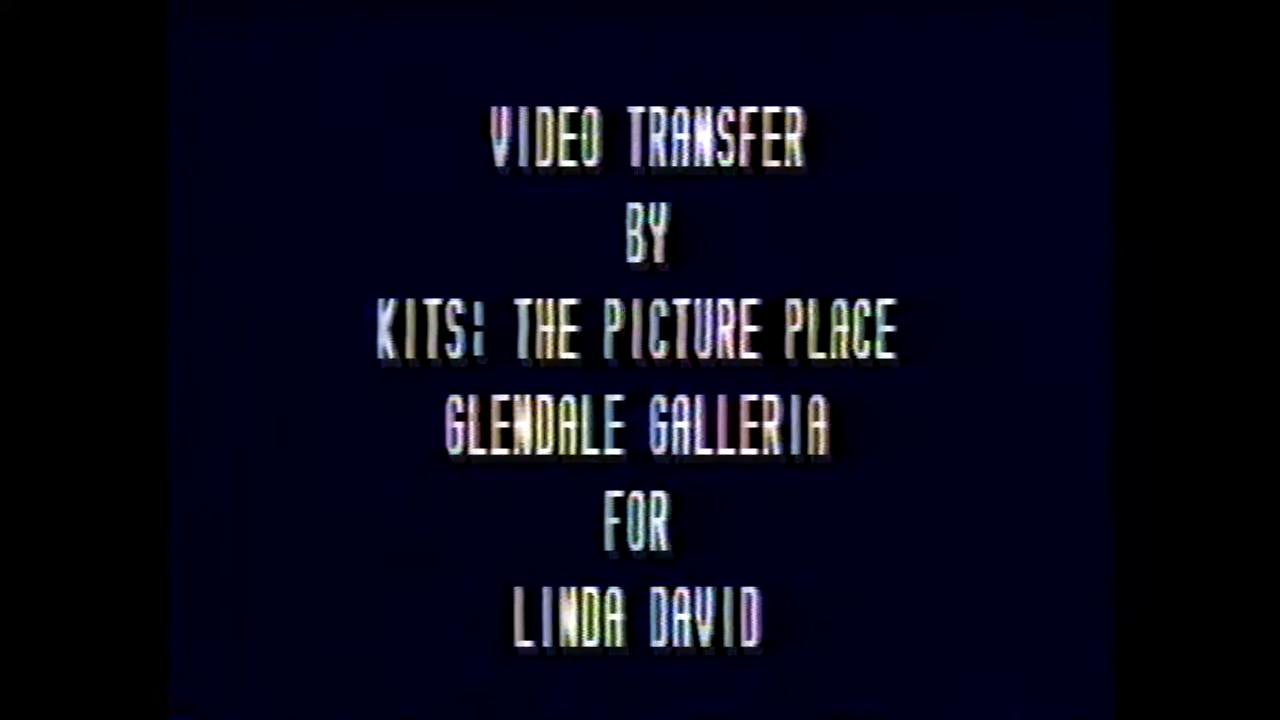 VIDEO TRANSFER
BY
KITS: THE PICTURE PLACE
GLENDALE GALLERIA
FOR
LINDA DAVID